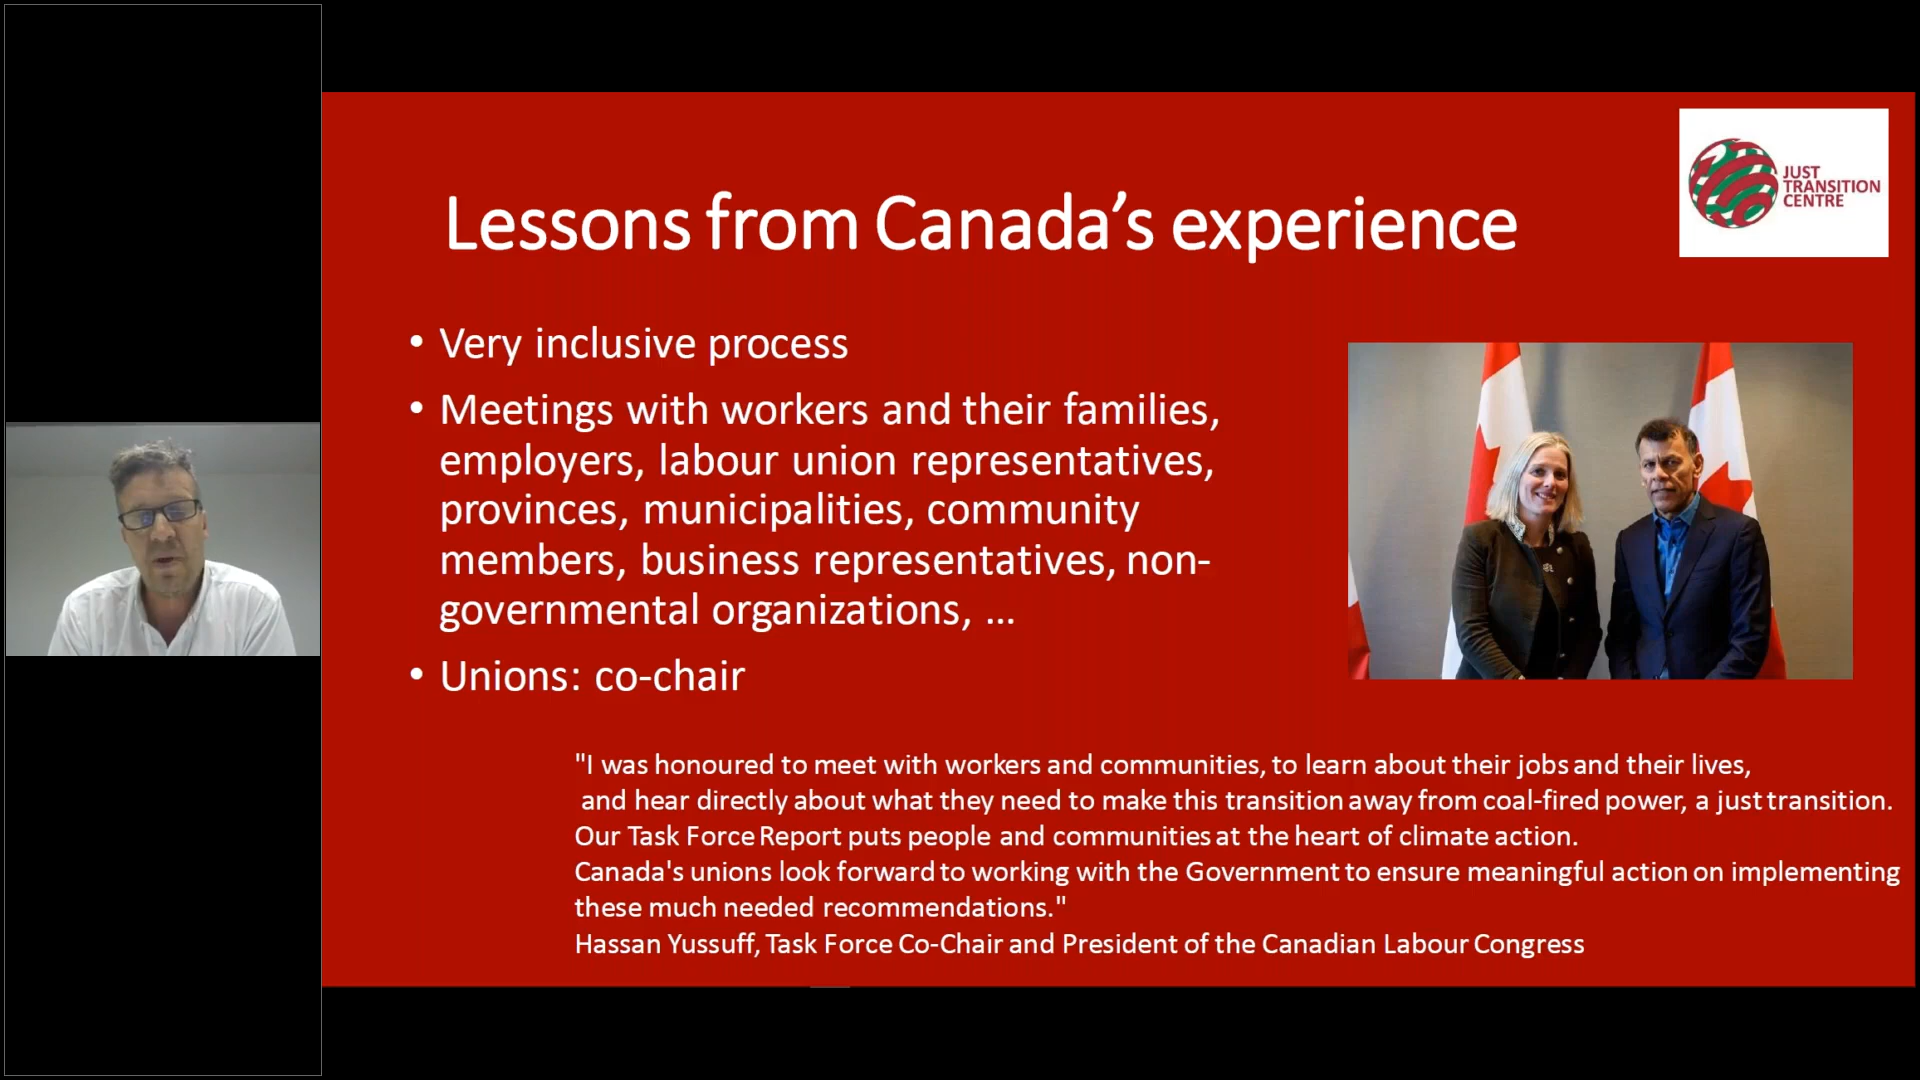 JUST
TRANSITION
CENTRE
Lessons from Canada’s experience
• Very inclusive process
• Meetings with workers and their families,
employers, labour union representatives,
provinces, municipalities, community
members, business representatives, non-
governmental organizations, ...
• Unions: co-chair
"I was honoured to meet with workers and communities, to learn about their jobs and their lives,
and hear directly about what they need to make this transition away from coal-fired power, a just transition.
Our Task Force Report puts people and communities at the heart of climate action.
Canada's unions look forward to working with the Government to ensure meaningful action on implementing
these much needed recommendations."
Hassan Yussuff, Task Force Co-Chair and President of the Canadian Labour Congress